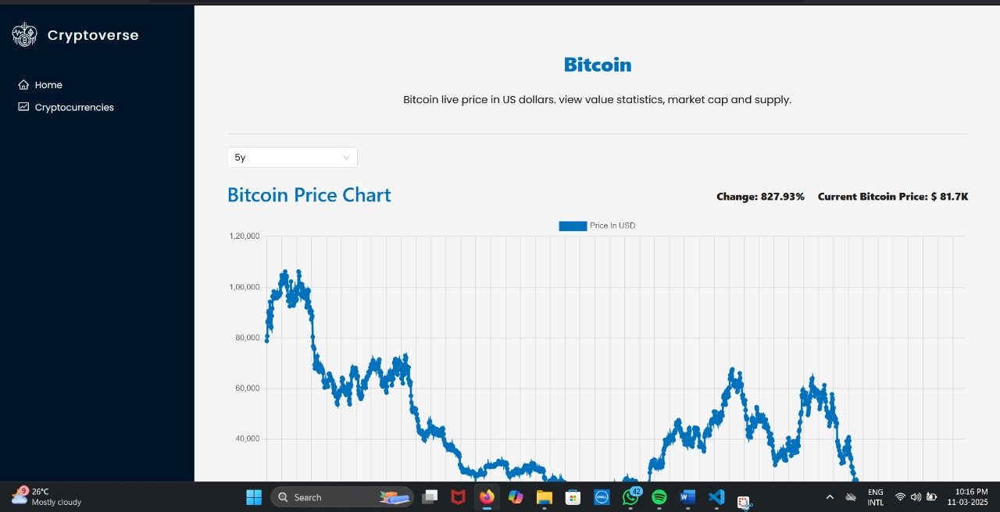 Cryptoverse
Home
Cryptocurrencies
Bitcoin
Bitcoin live price in US dollars. view value statistics, market cap and supply.
5y
Bitcoin Price Chart
Change: 827.93% Current Bitcoin Price: $ 81.7K
Price In USD
1,20,000
1,00,000
80,000
60,000
40,000
9
26°C
Mostly cloudy
Search
DELL
42
W
ENG
INTL
10:16 PM
11-03-2025